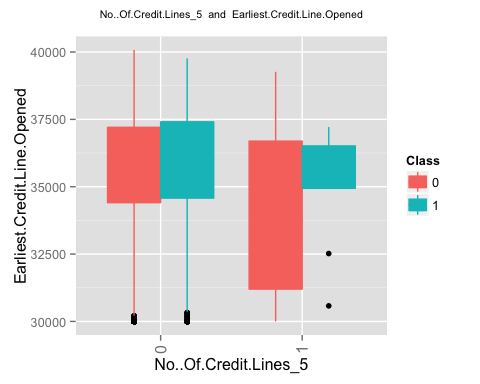 No..Of.Credit.Lines_5 and Earliest.Credit.Line.Opened
40000
37500
35000
32500
30000
Earliest.Credit.Line.Opened
0
1
No..Of.Credit.Lines_5
Class
0
1